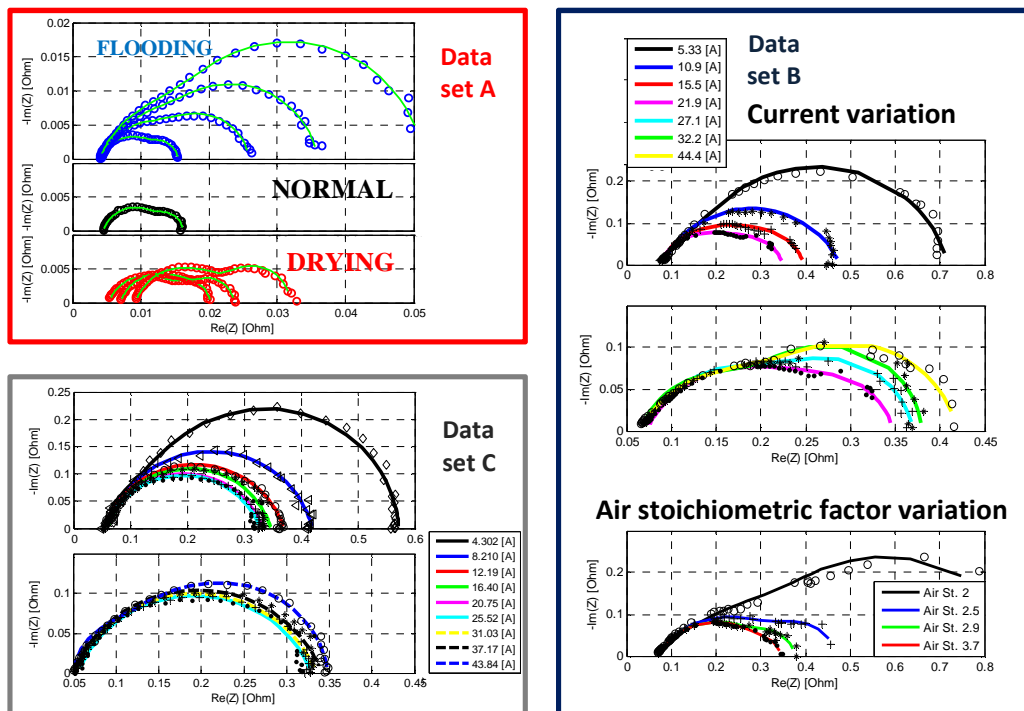 0.02
FLOODING
0.015
0.01
0.005
0
-Im(Z) [Ohm]
Data
set A
NORMAL
0.005
0
-Im(Z) [Ohm]
DRYING
0.005
0
-Im(Z) [Ohm]
0 0.01 0.02 0.03 0.04 0.05
Re(Z) [Ohm]
0.25
0.2
0.15
0.1
0.05
0
-Im(Z) [Ohm]
0 0.1 0.2 0.3 0.4 0.5 0.6
Data
set C
0.1
0.05
0
-Im(Z) [Ohm]
0.05 0.1 0.15 0.2 0.25 0.3 0.35 0.4 0.45
Re(Z) [Ohm]
4.302 [A]
8.210 [A]
12.19 [A]
16.40 [A]
20.75 [A]
25.52 [A]
31.03 [A]
37.17 [A]
43.84 [A]
5.33 [A]
10.9 [A]
15.5 [A]
21.9 [A]
27.1 [A]
32.2 [A]
44.4 [A]
Data
set B
Current variation
0.2
0.1
0
-Im(Z) [Ohm]
0 0.1 0.2 0.3 0.4 0.5 0.6 0.7 0.8
0.1
0.05
0
-Im(Z) [Ohm]
0.05 0.1 0.15 0.2 0.25 0.3 0.35 0.4 0.45
Air stoichiometric factor variation
0.2
0.1
0
-Im(Z) [Ohm]
Air St. 2
Air St. 2.5
Air St. 2.9
Air St. 3.7
0 0.1 0.2 0.3 0.4 0.5 0.6 0.7 0.8
Re(Z) [Ohm]